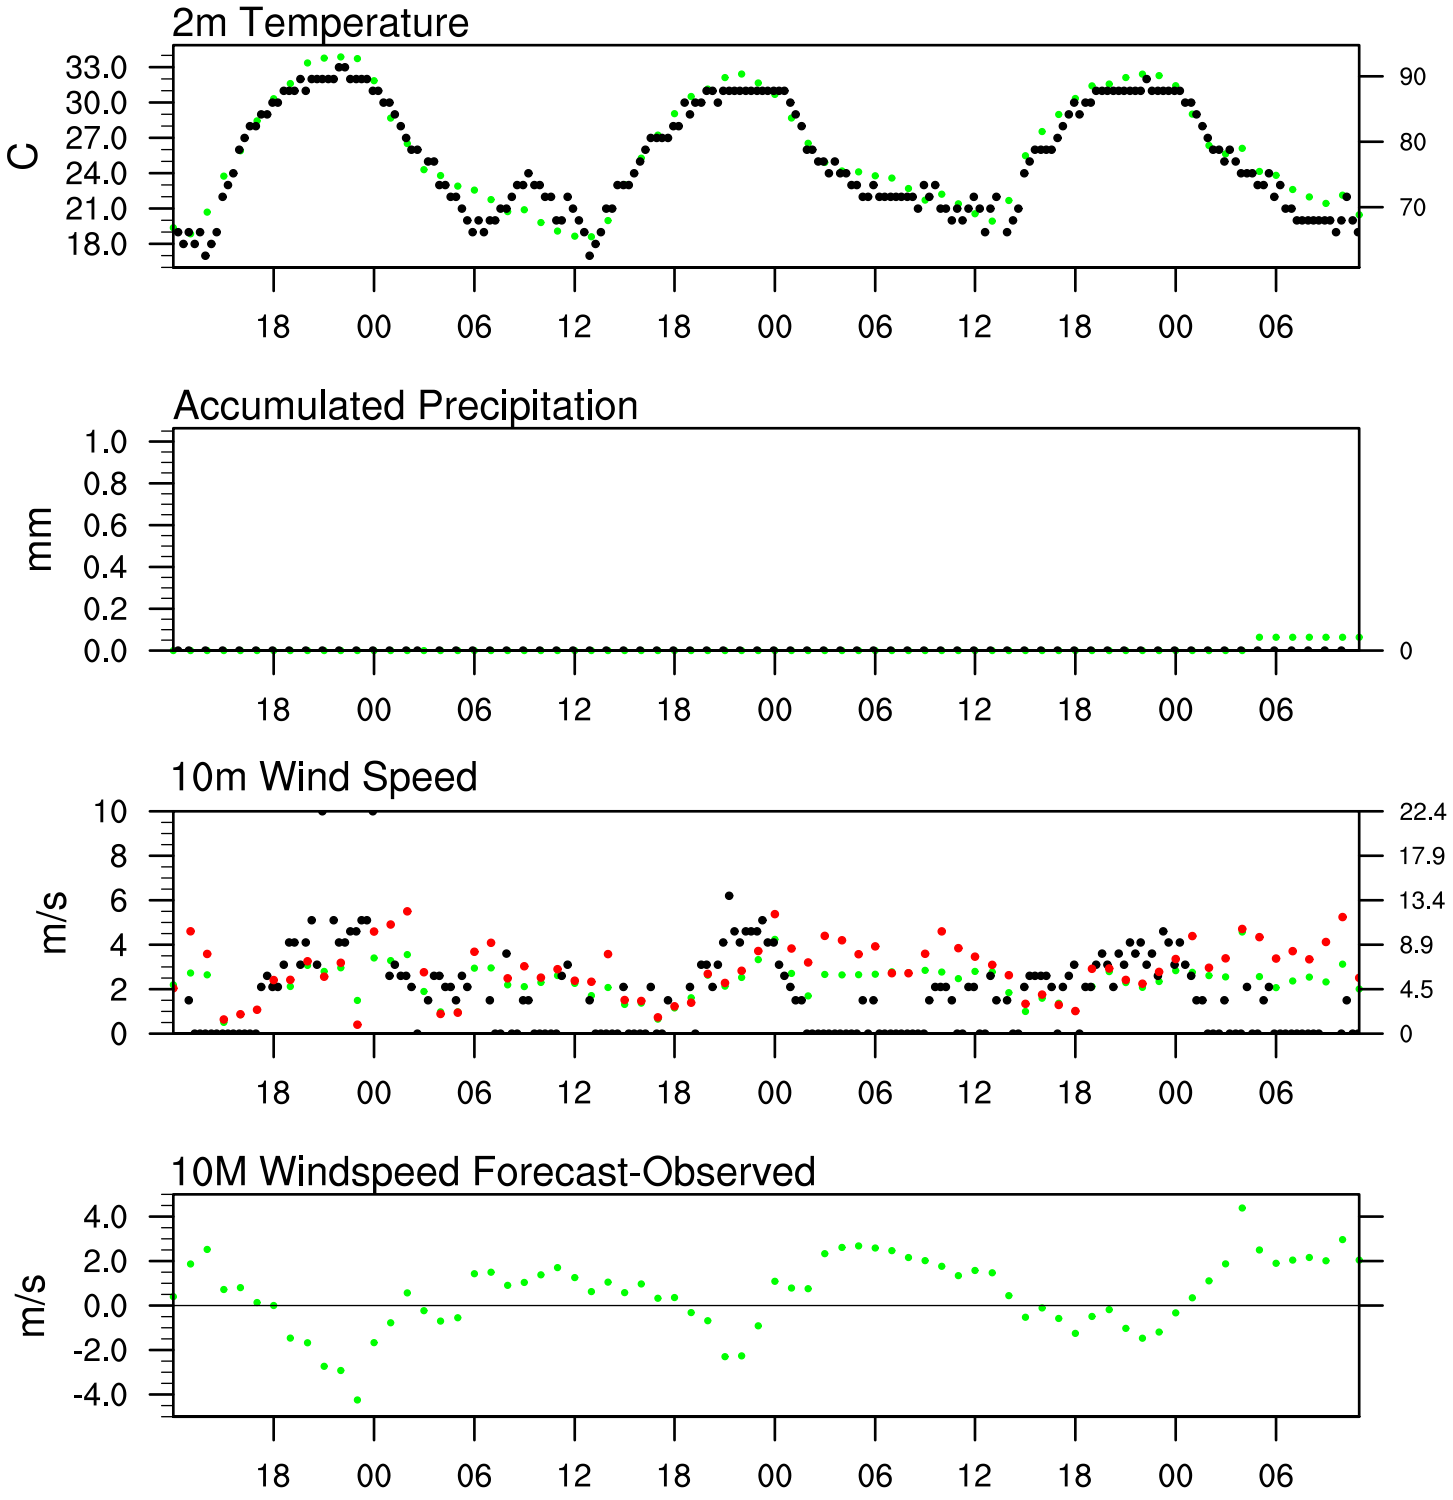 2m Temperature
33.0
30.0
27.0
24.0
21.0
18.0
C
90
80
70
18 00 06 12 18 00 06 12 18 00 06
Accumulated Precipitation
1.0
0.8
0.6
0.4
0.2
0.0
mm
0
18 00 06 12 18 00 06 12 18 00 06
10m Wind Speed
10
8
6
4
2
0
m/s
22.4
17.9
13.4
8.9
4.5
0
18 00 06 12 18 00 06 12 18 00 06
10M Windspeed Forecast-Observed
4.0
2.0
0.0
-2.0
-4.0
m/s
18 00 06 12 18 00 06 12 18 00 06